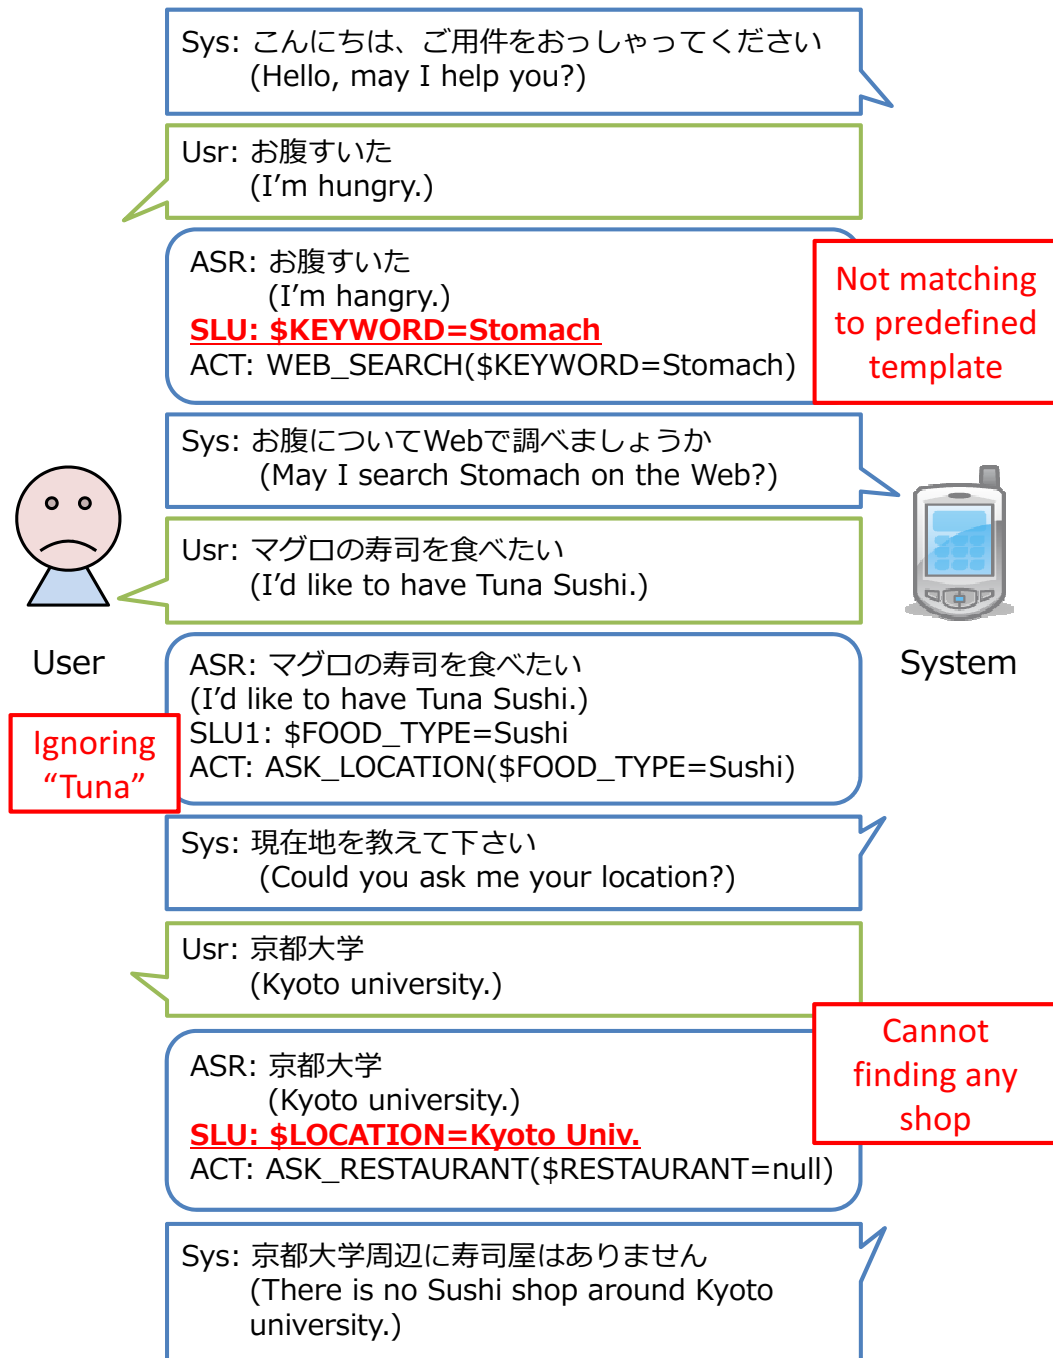 Sys: こんにちは、ご用件をおっしゃってください
(Hello, may I help you?)
Usr: お腹すいた
(I'm hungry.)
ASR: お腹すいた
(I'm hangry.)
SLU: $KEYWORD=Stomach
ACT: WEB_SEARCH($KEYWORD=Stomach)
Not matching
to predefined
template
Sys: お腹についてWebで調べましょうか
(May I search Stomach on the Web?)
Usr: マグロの寿司を食べたい
(I'd like to have Tuna Sushi.)
User
System
ASR: マグロの寿司を食べたい
(I'd like to have Tuna Sushi.)
SLU1: $FOOD_TYPE=Sushi
ACT: ASK_LOCATION($FOOD_TYPE=Sushi)
Ignoring
“Tuna”
Sys: 現在地を教えて下さい
(Could you ask me your location?)
Usr: 京都大学
(Kyoto university.)
ASR: 京都大学
(Kyoto university.)
SLU: $LOCATION=Kyoto Univ.
ACT: ASK_RESTAURANT($RESTAURANT=null)
Cannot
finding any
shop
Sys: 京都大学周辺に寿司屋はありません
(There is no Sushi shop around Kyoto
university.)